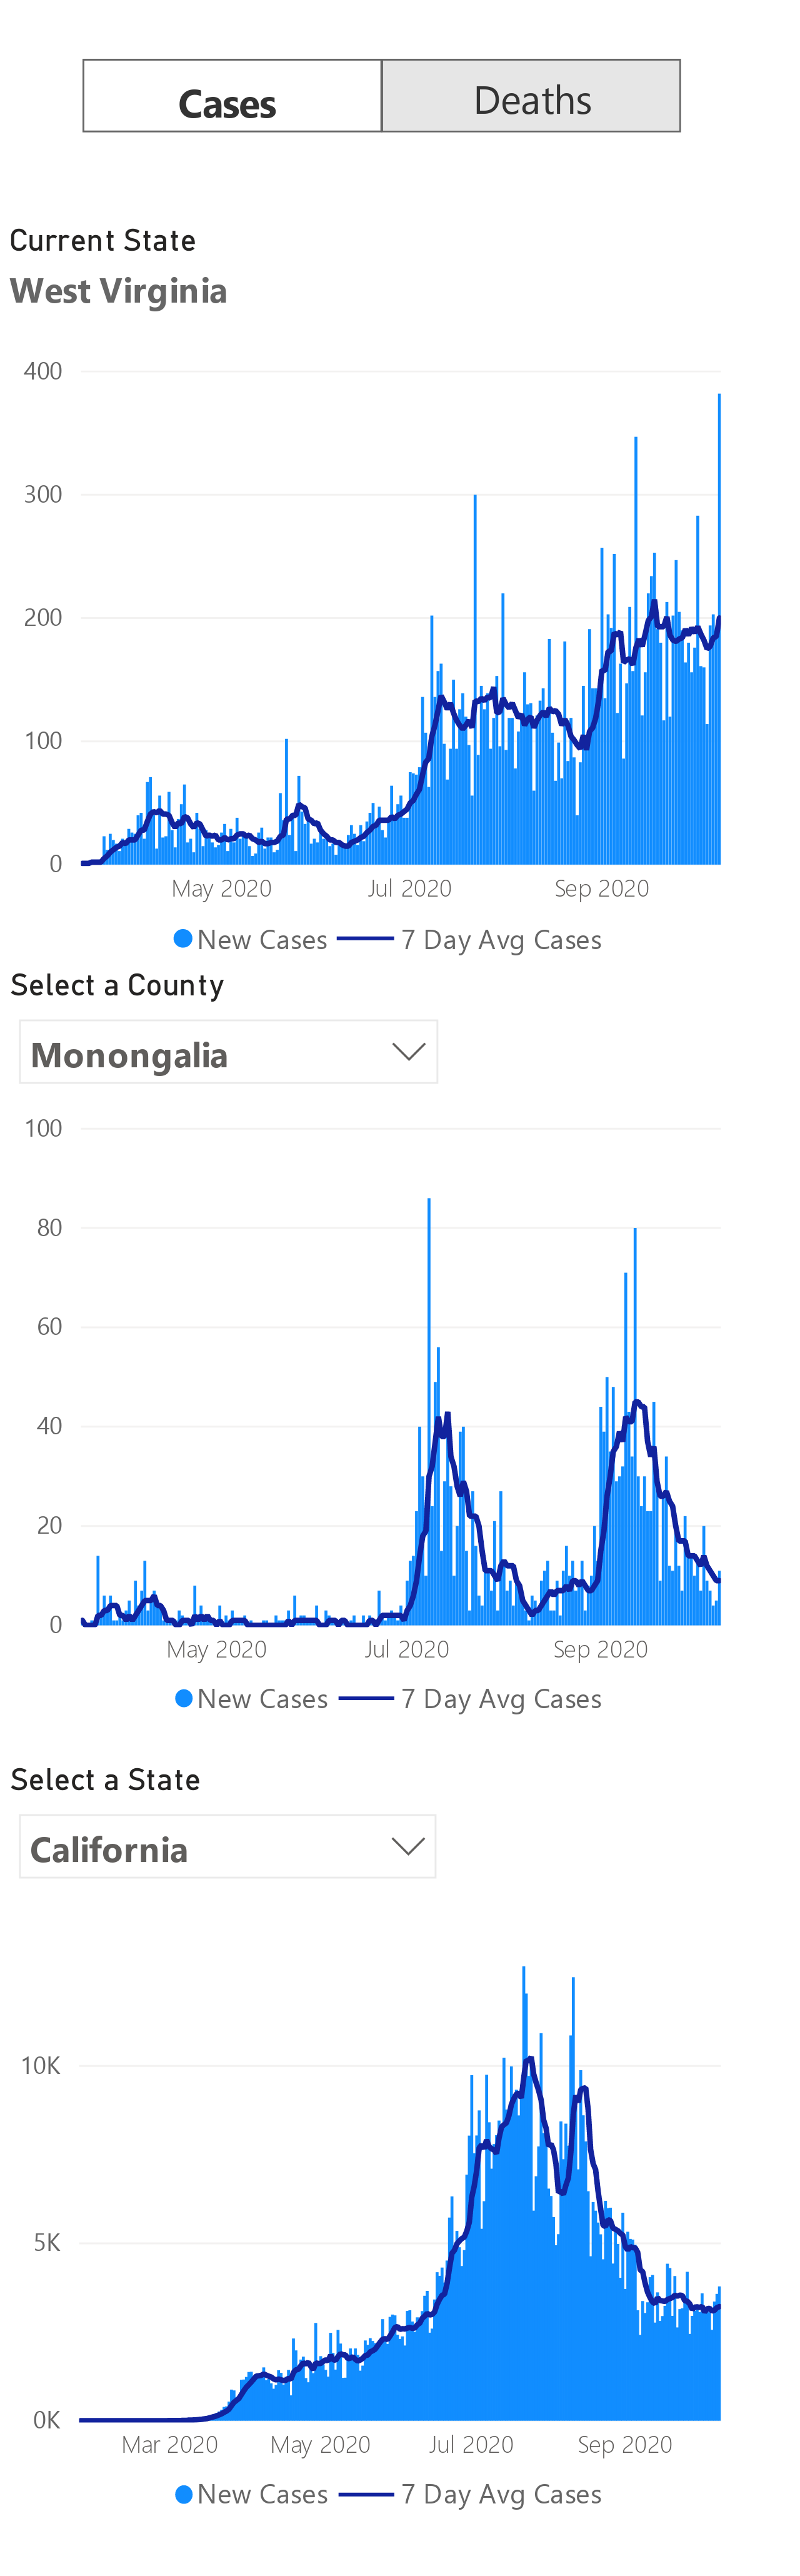 Cases Deaths
Current State
West Virginia
400
300
200
100
0
May 2020 Jul 2020 Sep 2020
New Cases 7 Day Avg Cases
Select a County
Monongalia
100
80
60
40
20
0
May 2020 Jul 2020 Sep 2020
New Cases 7 Day Avg Cases
Select a State
California
10K
5K
0K
Mar 2020 May 2020 Jul 2020 Sep 2020
New Cases 7 Day Avg Cases